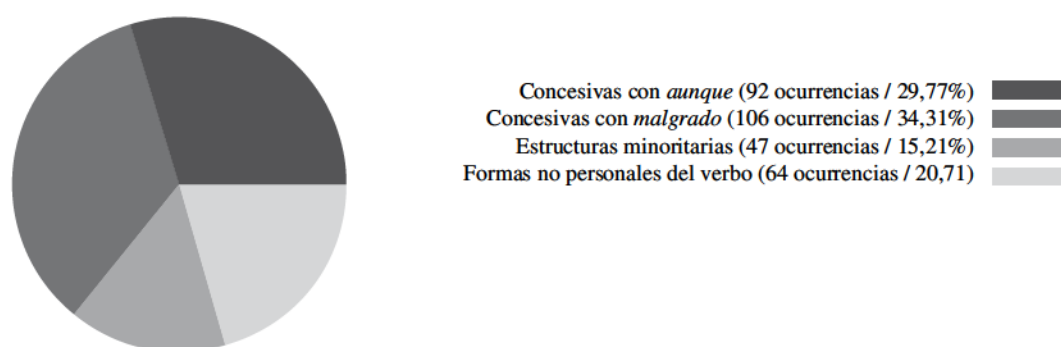 Concesivas con aunque (92 ocurrencias / 29,77%)
Concesivas con malgrado (106 ocurrencias / 34,31%)
Estructuras minoritarias (47 ocurrencias / 15,21%)
Formas no personales del verbo (64 ocurrencias / 20,71)